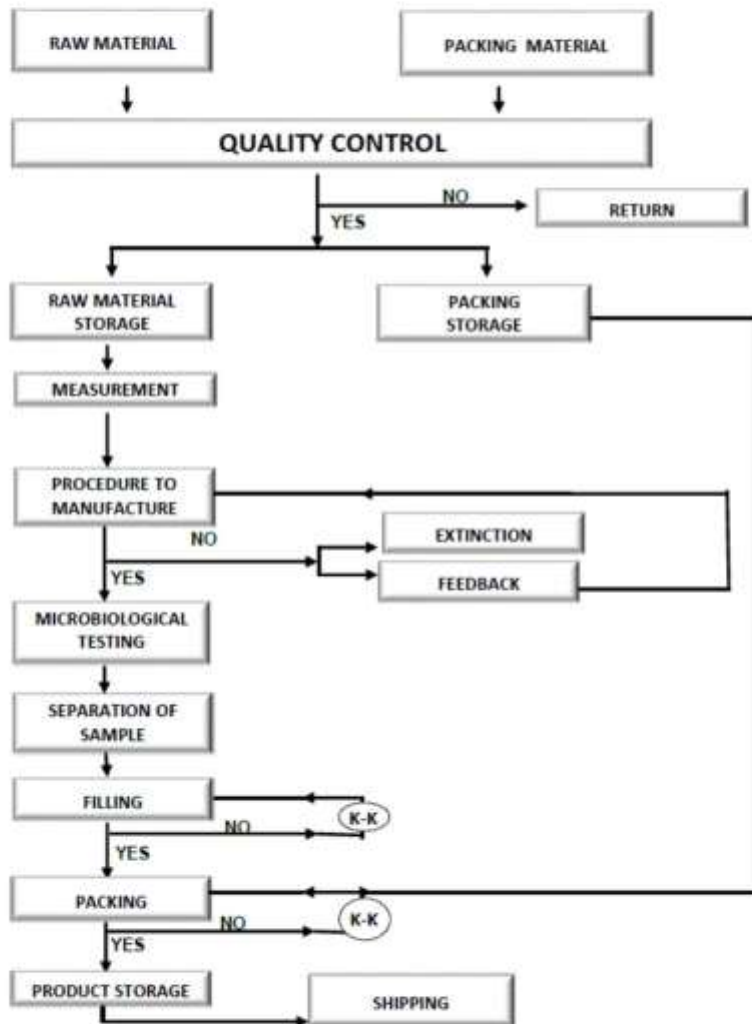 RAW MATERIAL
PACKING MATERIAL
QUALITY CONTROL
NO
RETURN
YES
RAW MATERIAL
STORAGE
PACKING
STORAGE
MEASUREMENT
PROCEDURE TO
MANUFACTURE
NO
EXTINCTION
YES
FEEDBACK
MICROBIOLOGICAL
TESTING
SEPARATION OF
SAMPLE
FILLING
K-K
NO
YES
PACKING
K-K
NO
YES
PRODUCT STORAGE
SHIPPING